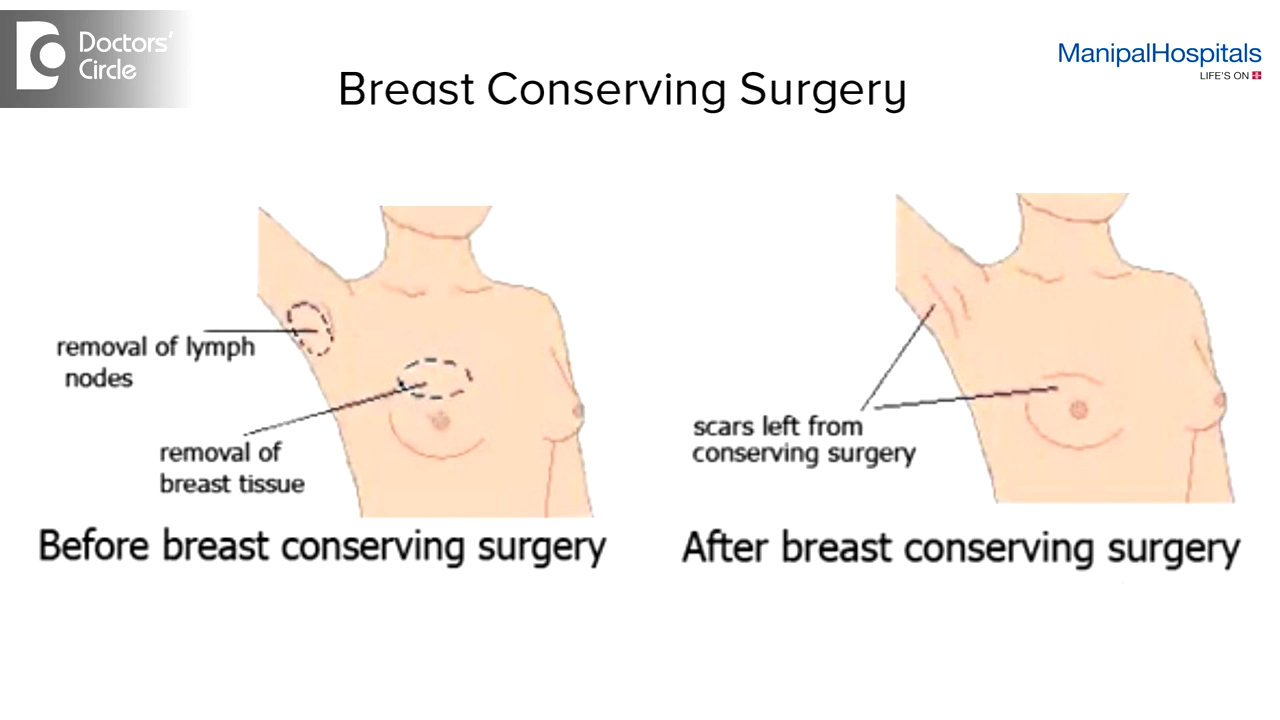 Doctors'
Circle
Breast Conserving Surgery
ManipalHospitals
LIFE'S ON
removal of lymph
nodes
removal of
breast tissue
Before breast conserving surgery
scars left from
conserving surgery
After breast conserving surgery